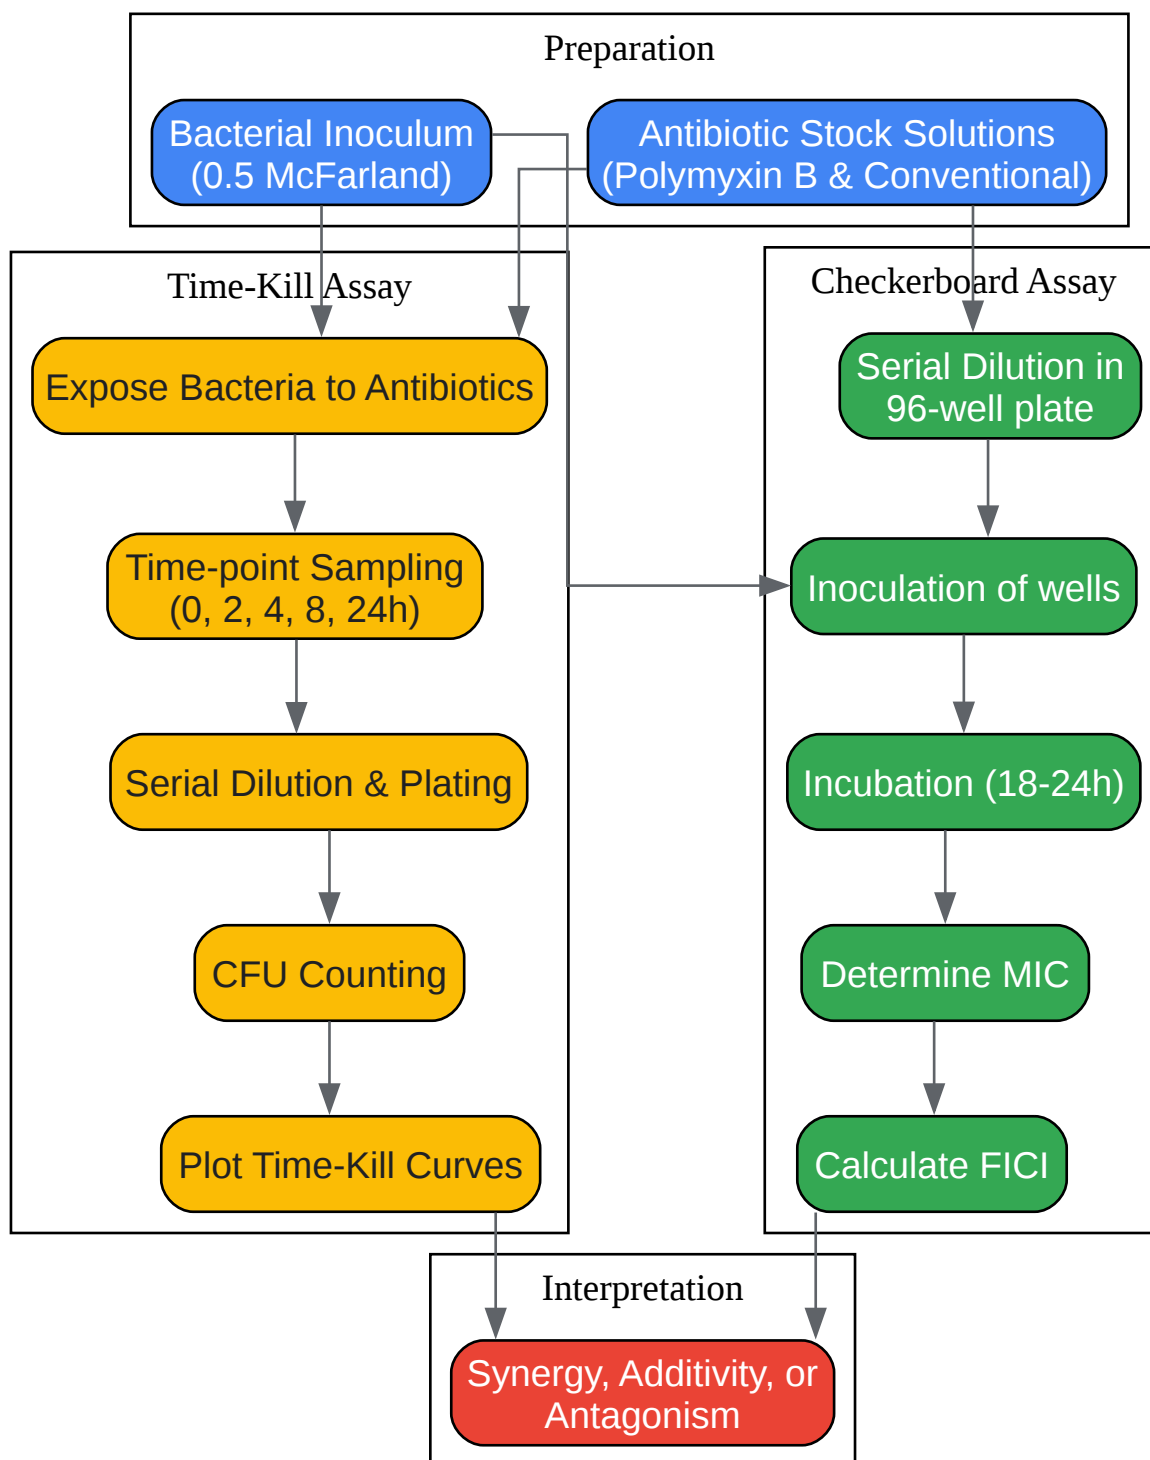 Preparation
Bacterial Inoculum
(0.5 McFarland)
Antibiotic Stock Solutions
(Polymyxin B & Conventional)
Time-Kill Assay
Expose Bacteria to Antibiotics
Time-point Sampling
(0, 2, 4, 8, 24h)
Serial Dilution & Plating
CFU Counting
Plot Time-Kill Curves
Checkerboard Assay
Serial Dilution in
96-well plate
Inoculation of wells
Incubation (18-24h)
Determine MIC
Calculate FICI
Interpretation
Synergy, Additivity, or
Antagonism